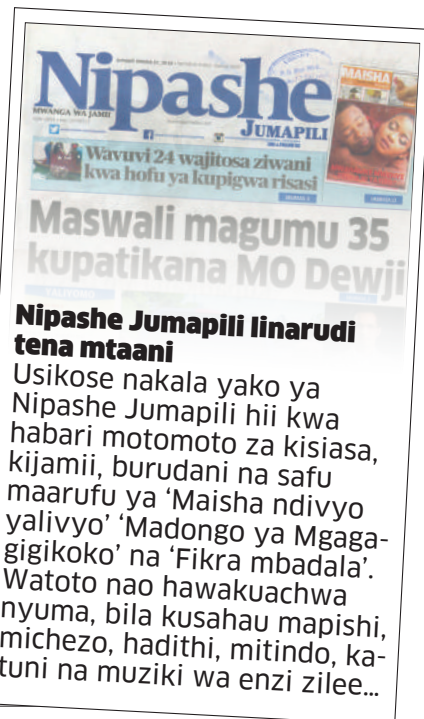 Nipashe
MWANGA WA JAMII
JUMAPILI
MAISHA
Wavuvi 24 wajitosa ziwani
kwa hofu ya kupigwa risasi
Maswali magumu 35
kupatikana MO Dewji
Nipashe Jumapili linarudi
tena mtaani
Usikose nakala yako ya
Nipashe Jumapili hii kwa
habari motomoto za kisiasa,
kijamii, burudani na safu
maarufu ya ‘Maisha ndivyo
yalivyo’ ‘Madongo ya Mgaga-
gigikoko’ na ‘Fikra mbadala’.
Watoto nao hawakuachwa
nyuma, bila kusahau mapishi,
michezo, hadithi, mitindo, ka-
tuni na muziki wa enzi zilee...